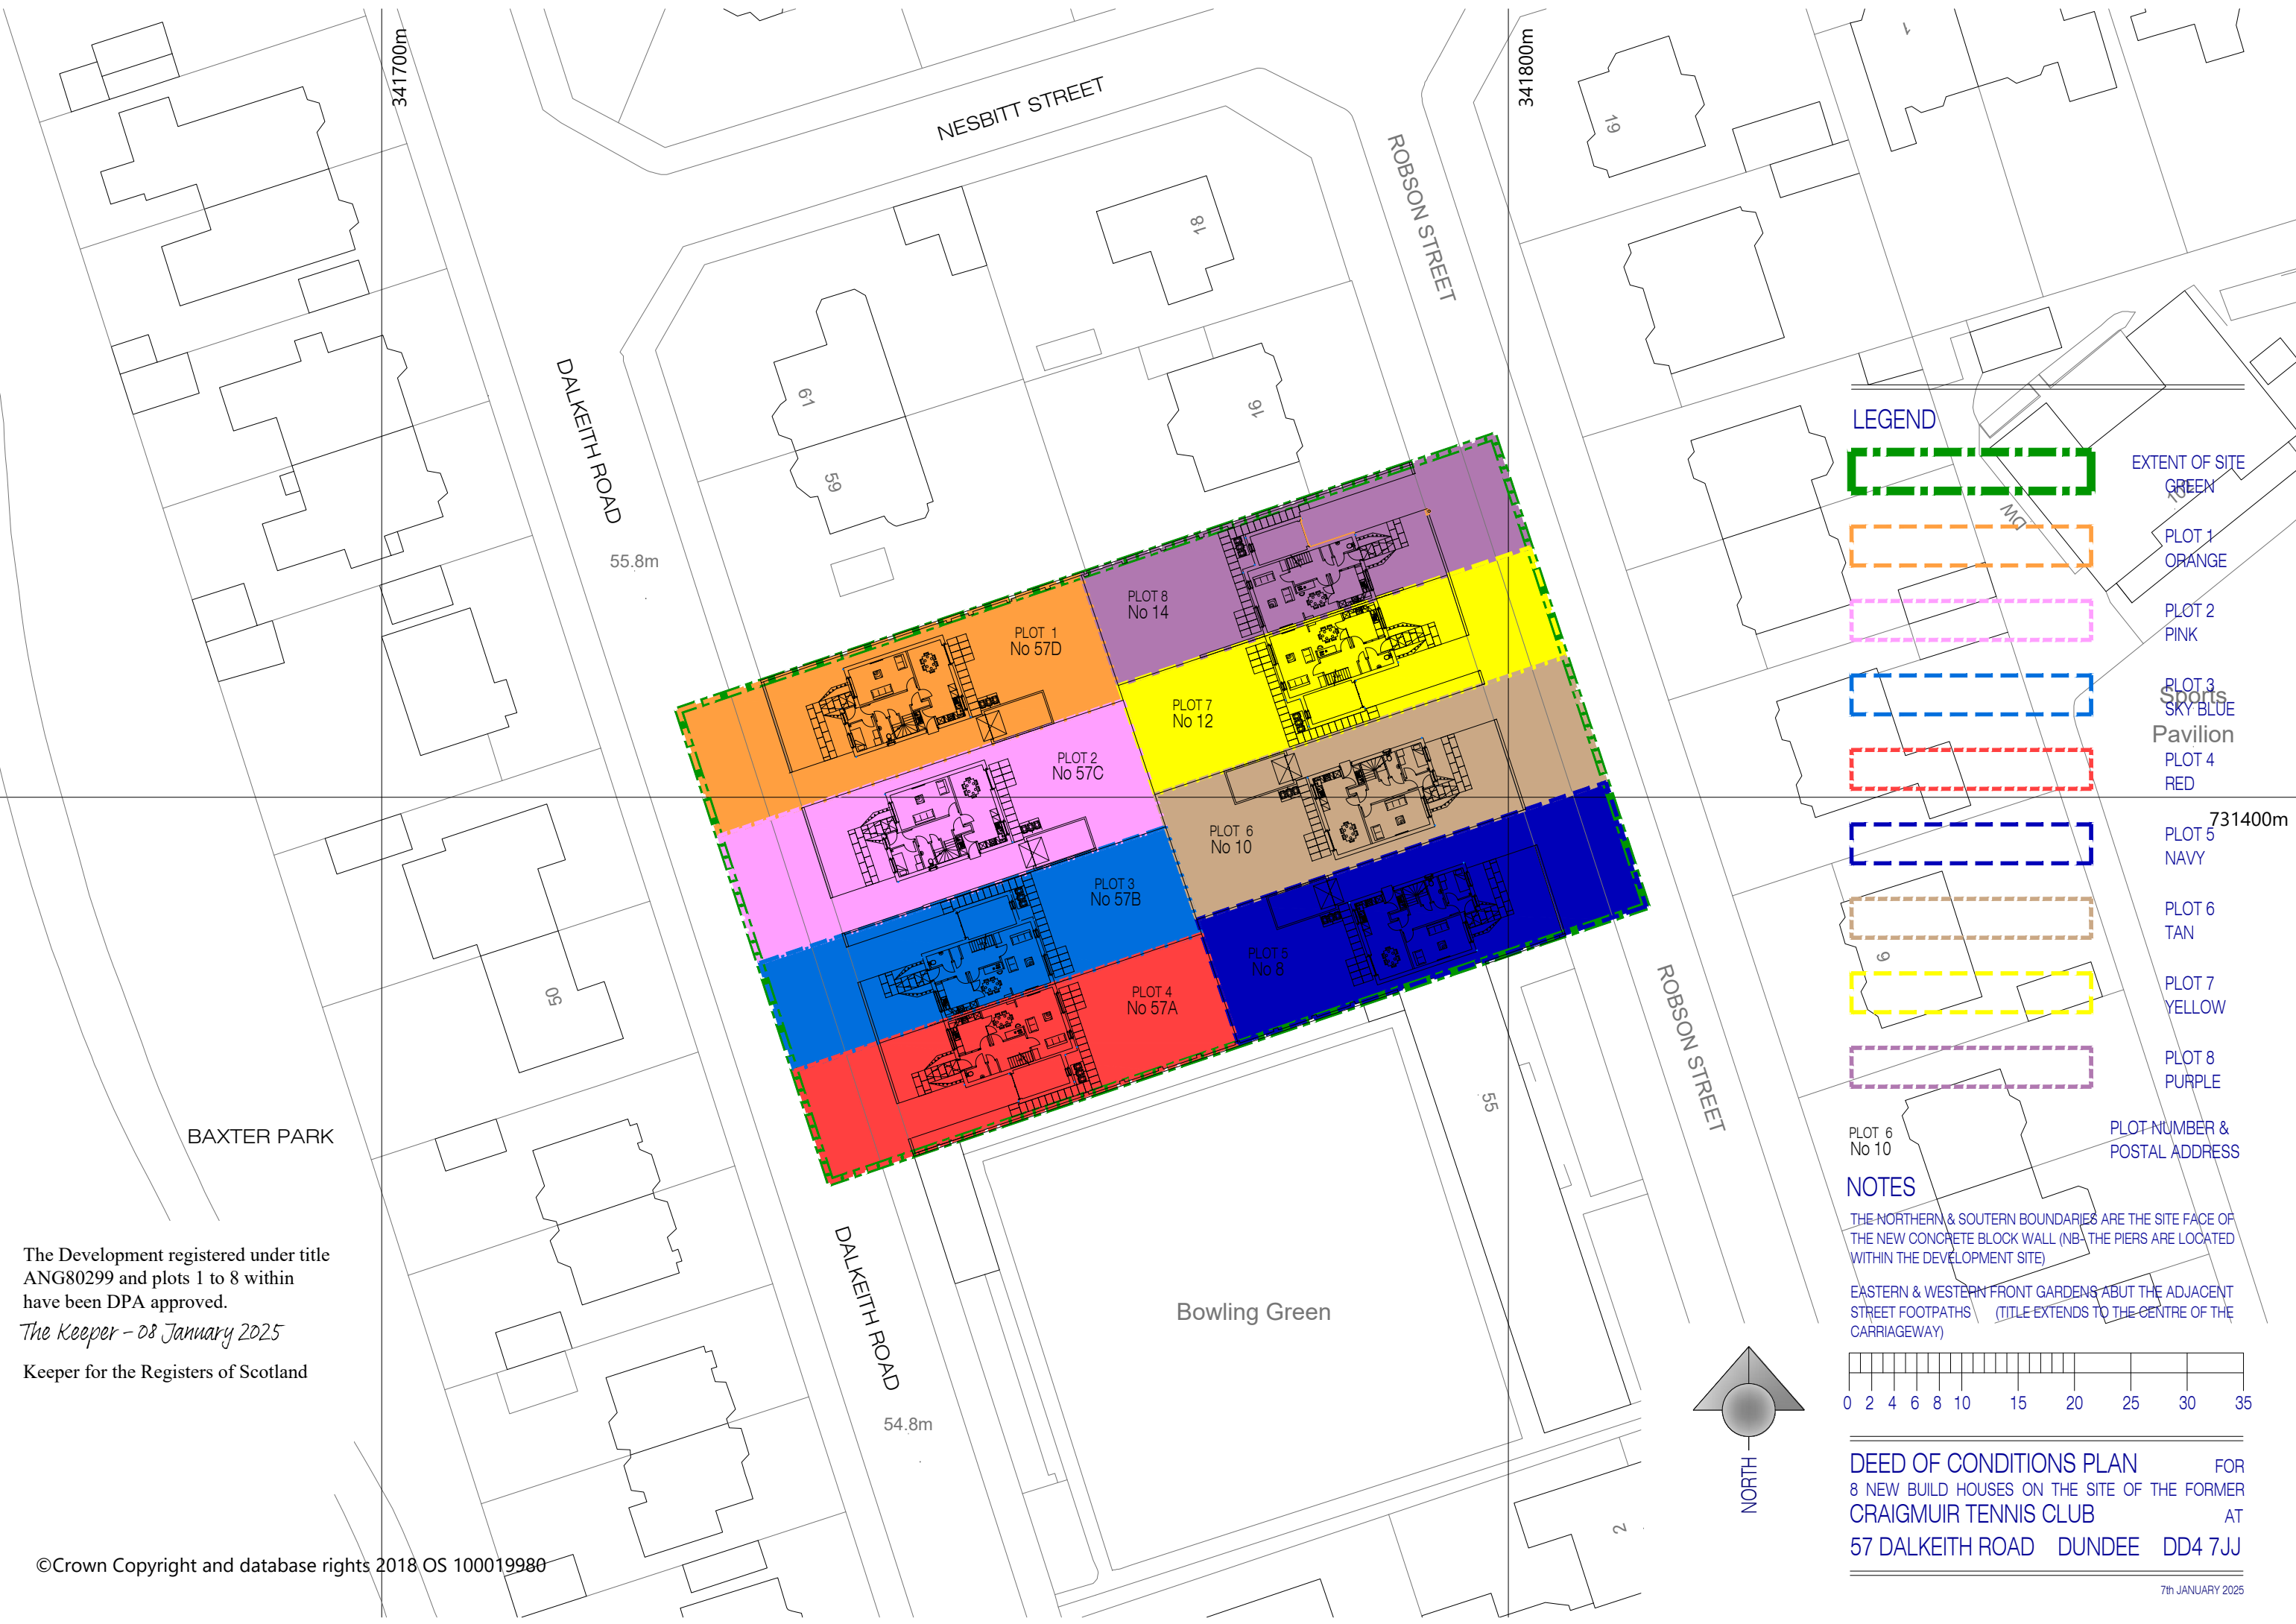 341700m
341800m
NESBITT STREET
ROBSON STREET
19
1
18
DALKEITH ROAD
61
16
59
55.8m
PLOT 8
No 14
PLOT 1
No 57D
PLOT 7
No 12
PLOT 2
No 57C
PLOT 6
No 10
PLOT 3
No 57B
PLOT 5
No 8
PLOT 4
No 57A
50
ROBSON STREET
55
9
BAXTER PARK
DALKEITH ROAD
Bowling Green
54.8m
2
DW
Sports
Pavilion
731400m
LEGEND
EXTENT OF SITE
GREEN
PLOT 1
ORANGE
PLOT 2
PINK
PLOT 3
SKY BLUE
PLOT 4
RED
PLOT 5
NAVY
PLOT 6
TAN
PLOT 7
YELLOW
PLOT 8
PURPLE
PLOT 6
No 10
PLOT NUMBER &
POSTAL ADDRESS
NOTES
THE NORTHERN & SOUTERN BOUNDARIES ARE THE SITE FACE OF
THE NEW CONCRETE BLOCK WALL (NB- THE PIERS ARE LOCATED
WITHIN THE DEVELOPMENT SITE)
EASTERN & WESTERN FRONT GARDENS ABUT THE ADJACENT
STREET FOOTPATHS (TITLE EXTENDS TO THE CENTRE OF THE
CARRIAGEWAY)
0 2 4 6 8 10 15 20 25 30 35
NORTH
DEED OF CONDITIONS PLAN FOR
8 NEW BUILD HOUSES ON THE SITE OF THE FORMER
CRAIGMUIR TENNIS CLUB AT
57 DALKEITH ROAD DUNDEE DD4 7JJ
7th JANUARY 2025
The Development registered under title
ANG80299 and plots 1 to 8 within
have been DPA approved.
The Keeper – 08 January 2025
Keeper for the Registers of Scotland
©Crown Copyright and database rights 2018 OS 100019980